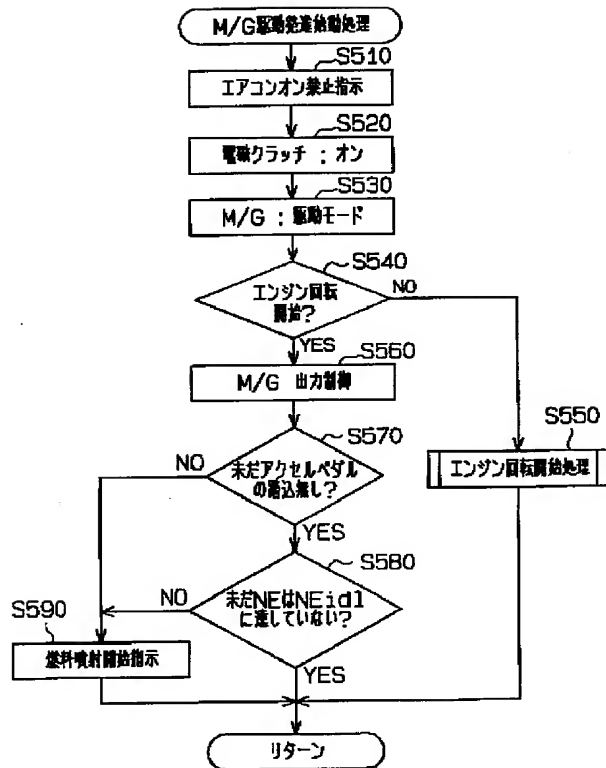 M/G駆動発進始動処理
S510
エアコンオン禁止指示
S520
電磁クラッチ:オン
S530
M/G:駆動モード
S540
エンジン回転
開始?
NO
YES
S560
M/G 出力制御
S550
S570
NO
未だアクセルペダル
の踏込無し?
エンジン回転開始処理
YES
S580
NO
未だNEはNEidl
に達していない?
S590
燃料噴射開始指示
YES
リターン